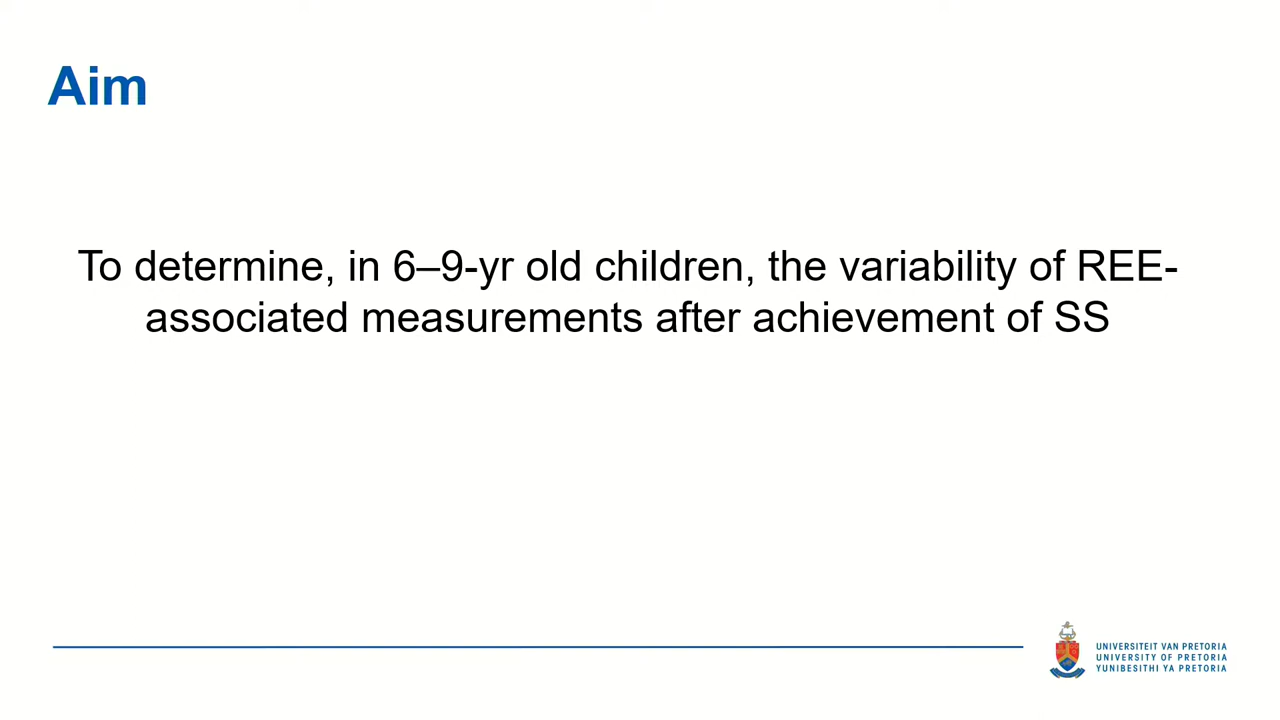 Aim
To determine, in 6–9-yr old children, the variability of REE-
associated measurements after achievement of SS
UNIVERSITEIT VAN PRETORIA
UNIVERSITY OF PRETORIA
YUNIBESITHI YA PRETORIA